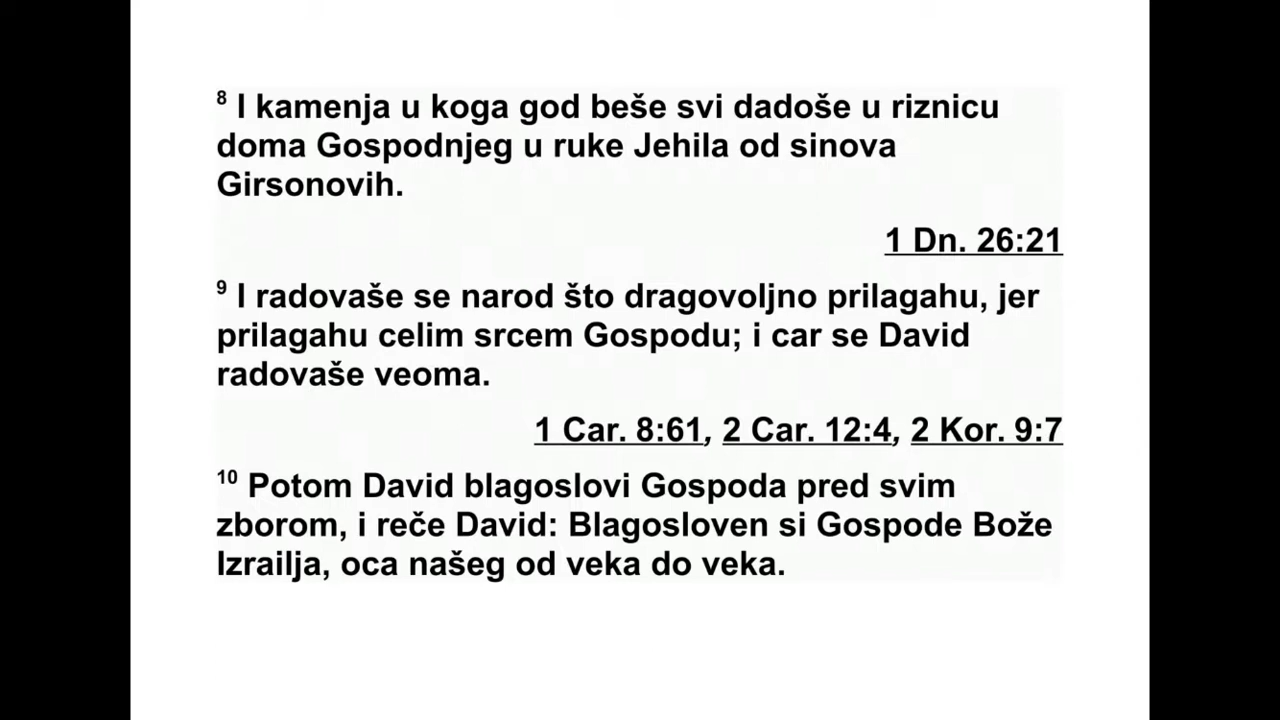 8 I kamenja u koga god beše svi dadoše u riznicu
doma Gospodnjeg u ruke Jehila od sinova
Girsonovih.
1 Dn. 26:21
9 I radovaše se narod što dragovoljno prilagahu, jer
prilagahu celim srcem Gospodu; i car se David
radovaše veoma.
1 Car. 8:61, 2 Car. 12:4, 2 Kor. 9:7
10 Potom David blagoslovi Gospoda pred svim
zborom, i reče David: Blagosloven si Gospode Bože
Izrailja, oca našeg od veka do veka.